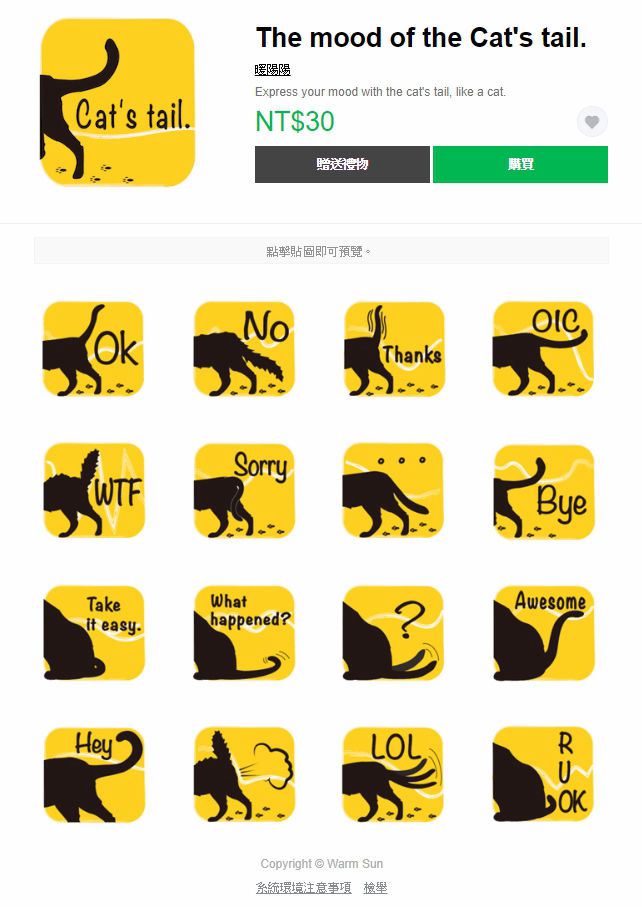 Cat's tail.
The mood of the Cat's tail.
暖陽陽
Express your mood with the cat's tail, like a cat.
NT$30
贈送禮物
購買
點擊貼圖即可預覽。
Ok
No
Thanks
OIC
WTF
Sorry
Bye
Take
it easy.
What
happened?
?
Awesome
Hey
LOL
R
U
OK
Copyright © Warm Sun
系統環境注意事項
檢舉